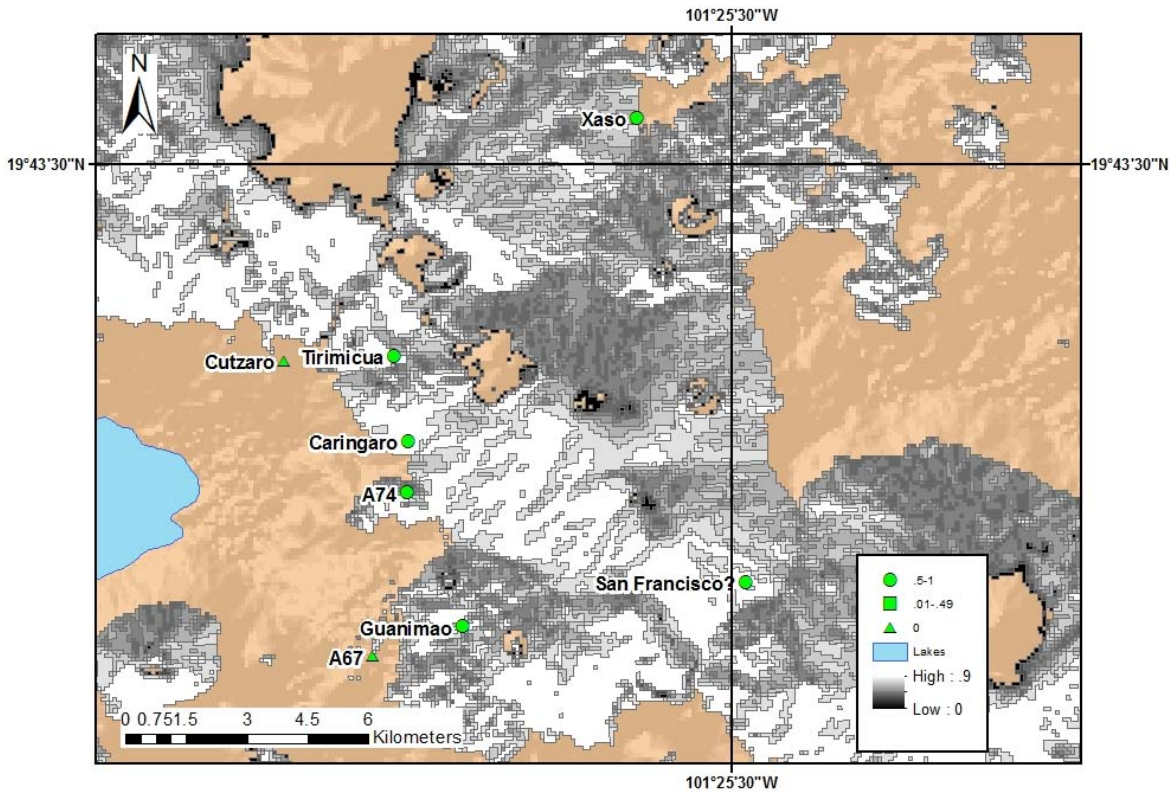 101°25'30"W
N
Xaso
19°43'30"N
19°43'30"N
Cutzaro
Tirimicua
Caringaro
A74
San Francisco?
Guanimao
A67
.5-1
.01-.49
0
Lakes
High : .9
Low : 0
0 0.751.5 3 4.5 6
Kilometers
101°25'30"W